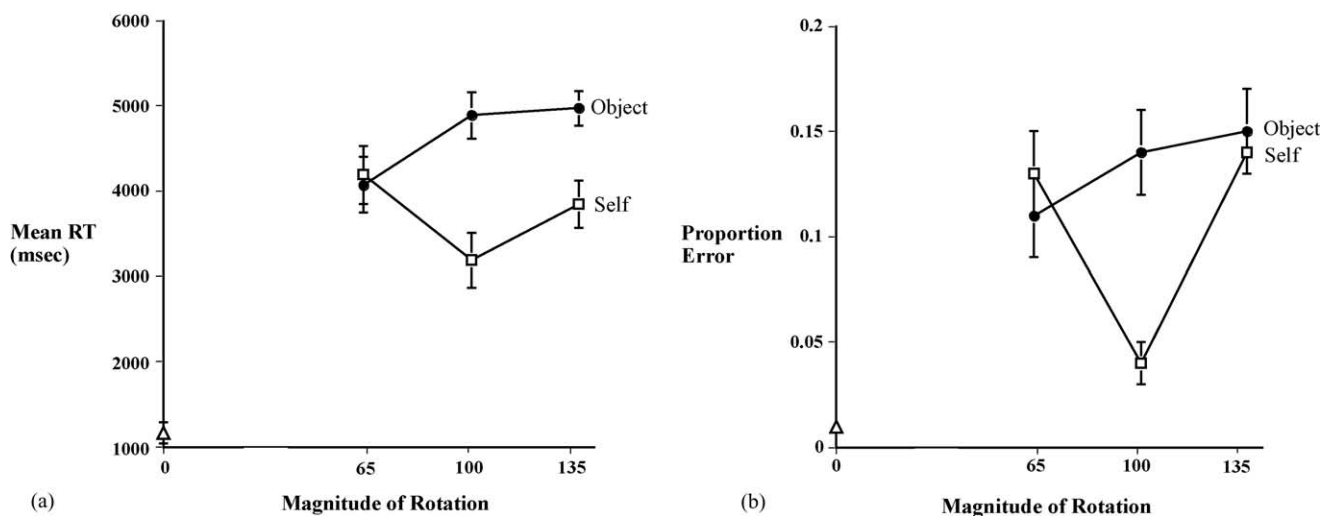 6000
5000
4000
3000
2000
1000
Mean RT
(msec)
Object
Self
0
65
100
135
Magnitude of Rotation
(a)
0.2
0.15
0.1
0.05
0
Proportion
Error
Object
Self
0
65
100
135
Magnitude of Rotation
(b)